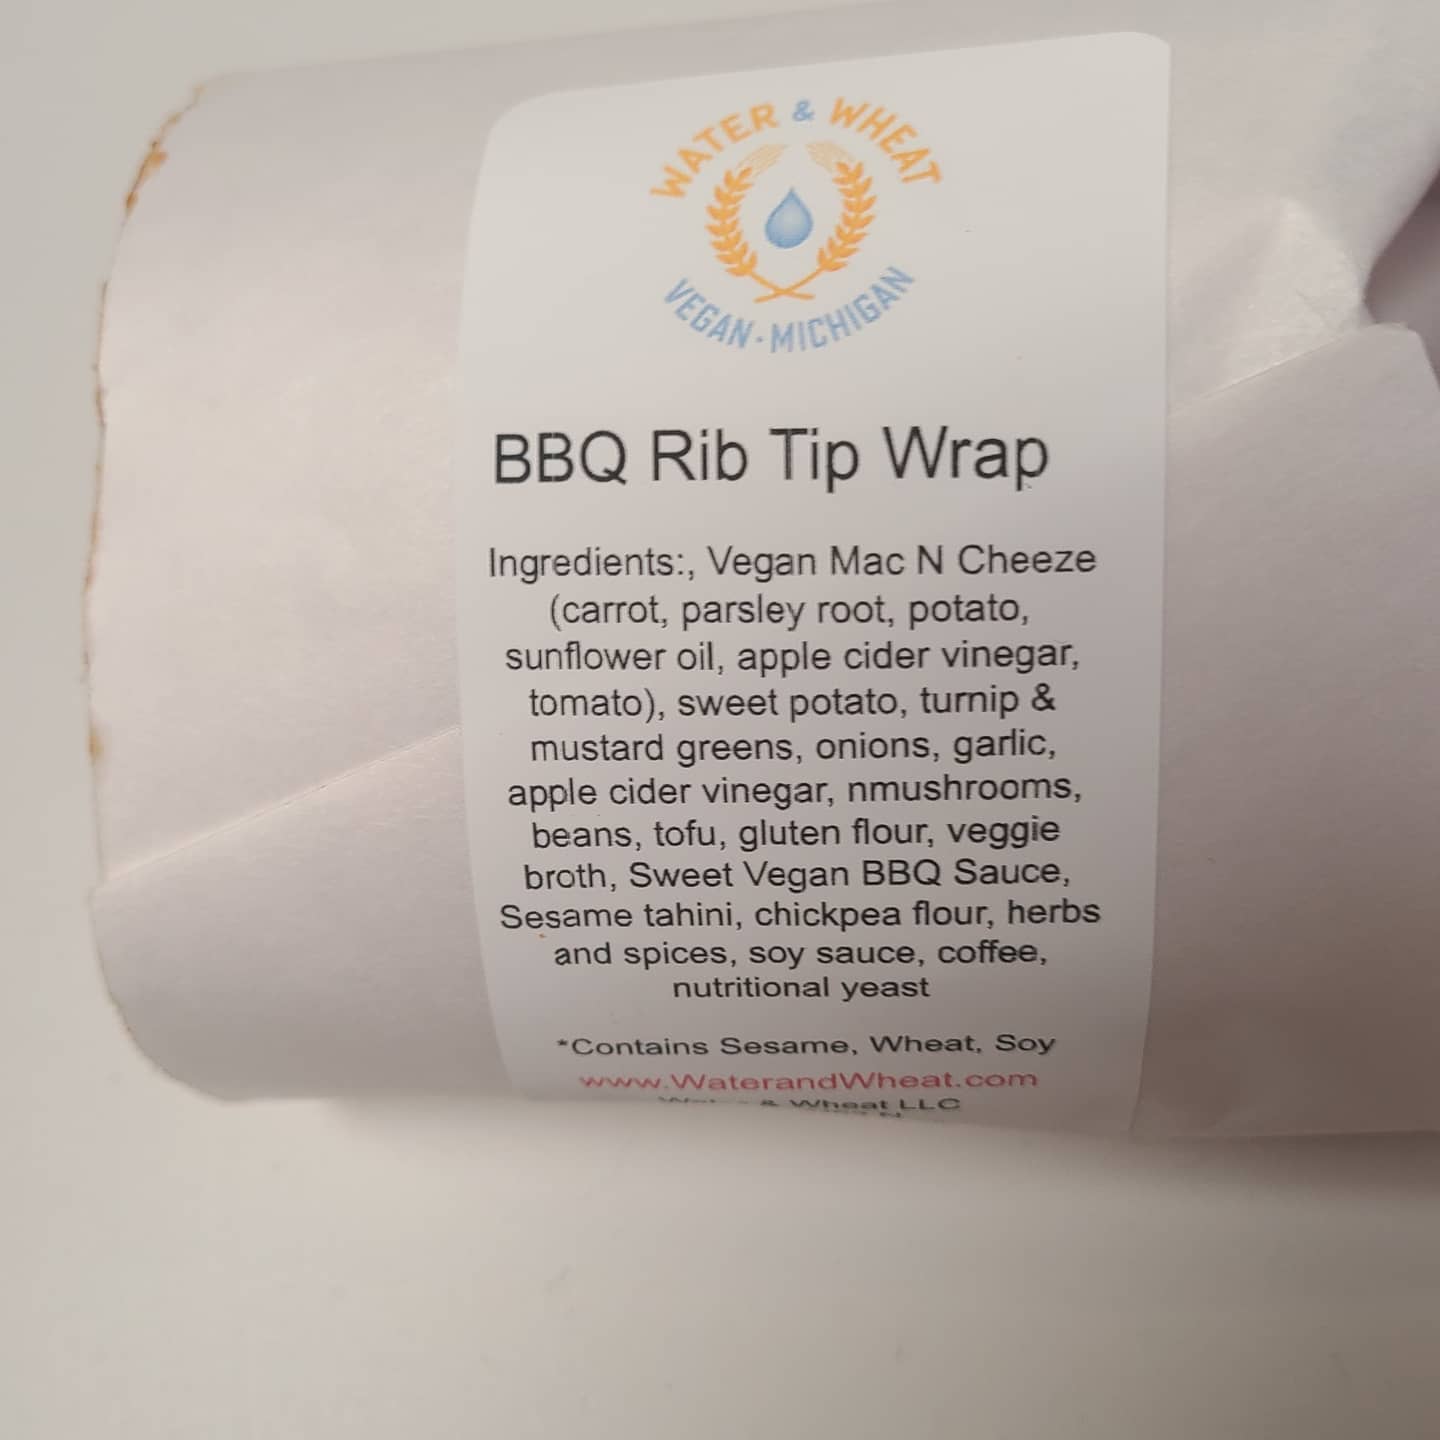 WATER & WHEAT
VEGAN · MICHIGAN
BBQ Rib Tip Wrap
Ingredients:, Vegan Mac N Cheeze
(carrot, parsley root, potato,
sunflower oil, apple cider vinegar,
tomato), sweet potato, turnip &
mustard greens, onions, garlic,
apple cider vinegar, nmushrooms,
beans, tofu, gluten flour, veggie
broth, Sweet Vegan BBQ Sauce,
Sesame tahini, chickpea flour, herbs
and spices, soy sauce, coffee,
nutritional yeast
*Contains Sesame, Wheat, Soy
www.WaterandWheat.com
Water & Wheat LLC